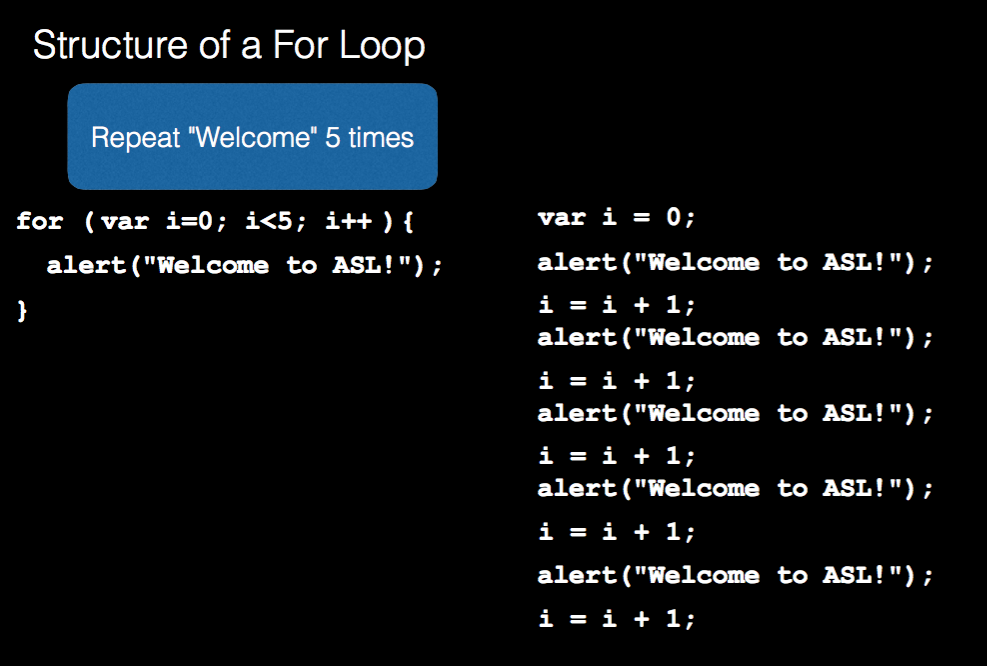 Structure of a For Loop
Repeat "Welcome" 5 times
for (var i=0; i<5; i++ ){
alert("Welcome to ASL!");
}
var i = 0;
alert("Welcome to ASL!");
i = i + 1;
alert("Welcome to ASL!");
i = i + 1;
alert("Welcome to ASL!");
i = i + 1;
alert("Welcome to ASL!");
i = i + 1;
alert("Welcome to ASL!");
i = i + 1;